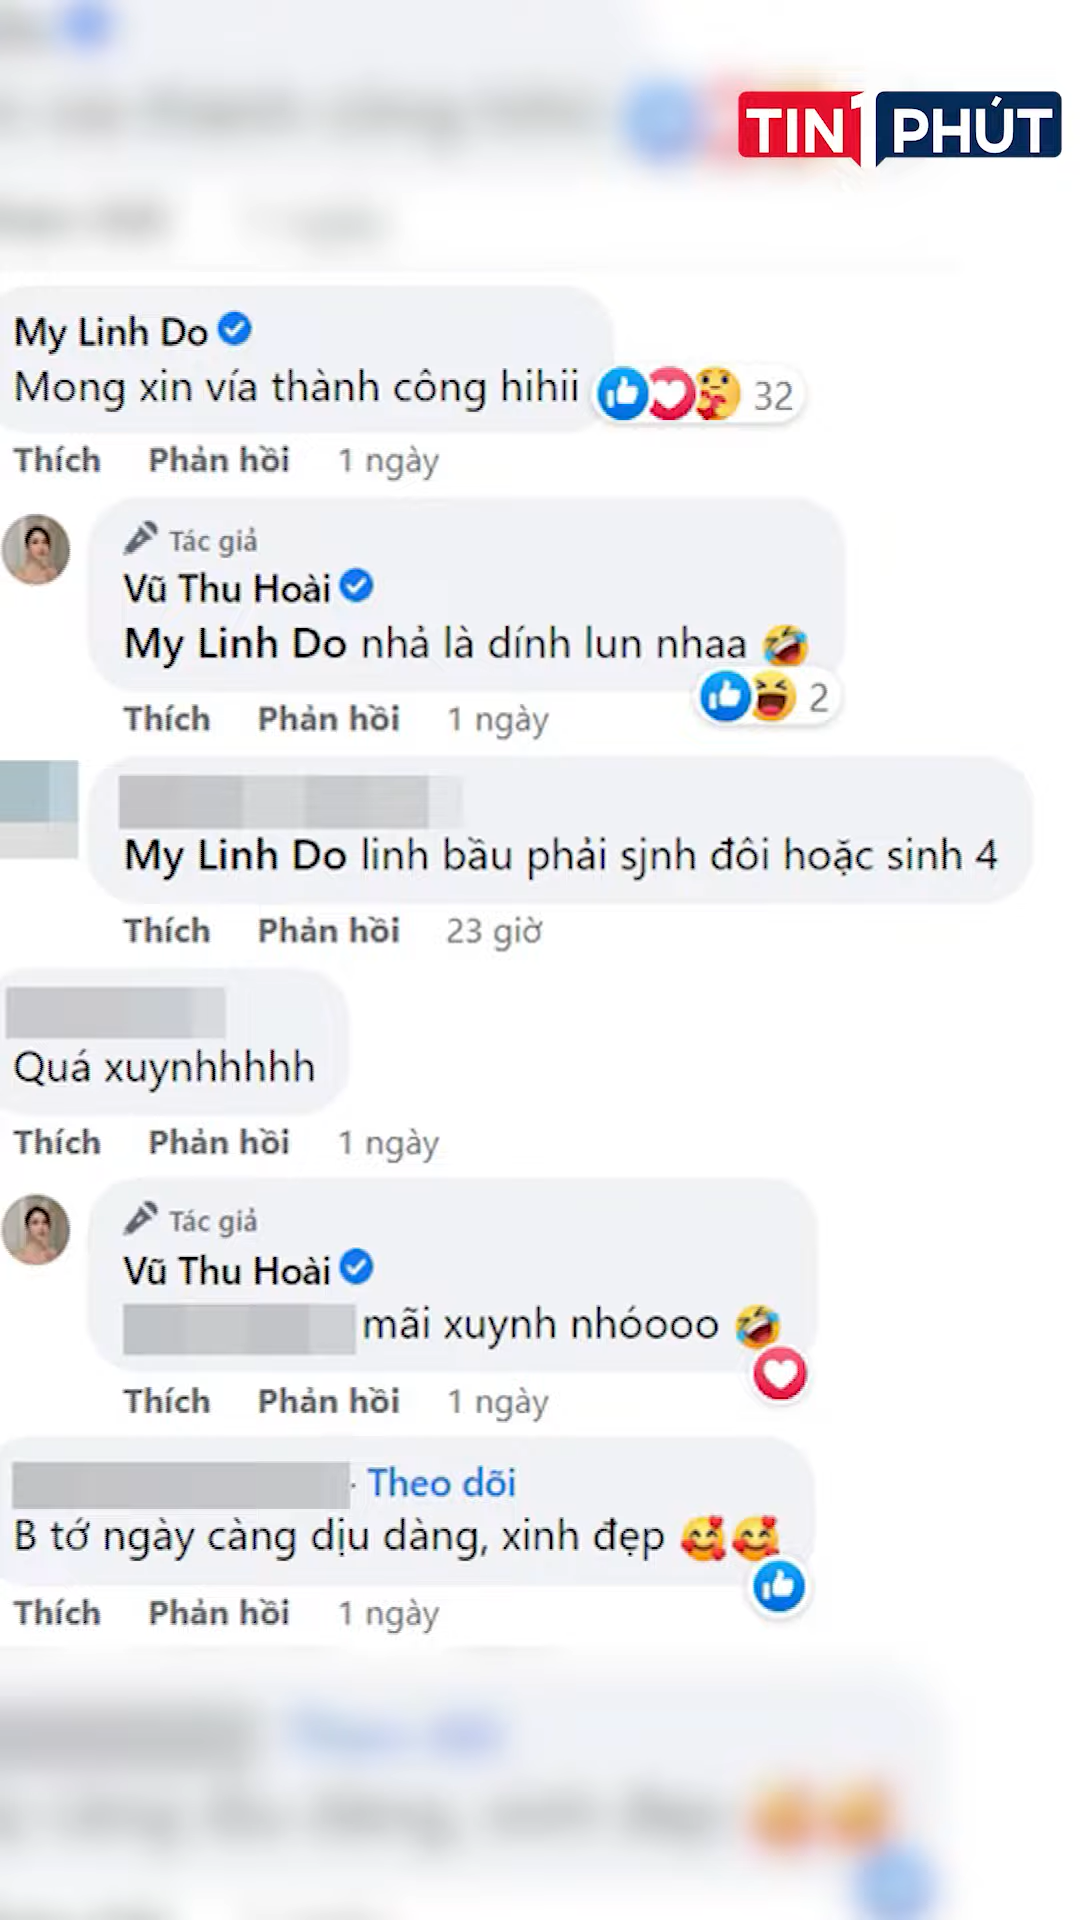 TIN 1 PHÚT
My Linh Do
Mong xin vía thành công hihii
32
Thích Phản hồi 1 ngày
Tác giả
Vũ Thu Hoài
My Linh Do nhả là dính lun nhaa 🤣
2
Thích Phản hồi 1 ngày
My Linh Do linh bầu phải sjnh đôi hoặc sinh 4
Thích Phản hồi 23 giờ
Quá xuynhhhhh
Thích Phản hồi 1 ngày
Tác giả
Vũ Thu Hoài
mãi xuynh nhóooo 🤣
Thích Phản hồi 1 ngày
· Theo dõi
B tớ ngày càng dịu dàng, xinh đẹp 🥰🥰
Thích Phản hồi 1 ngày